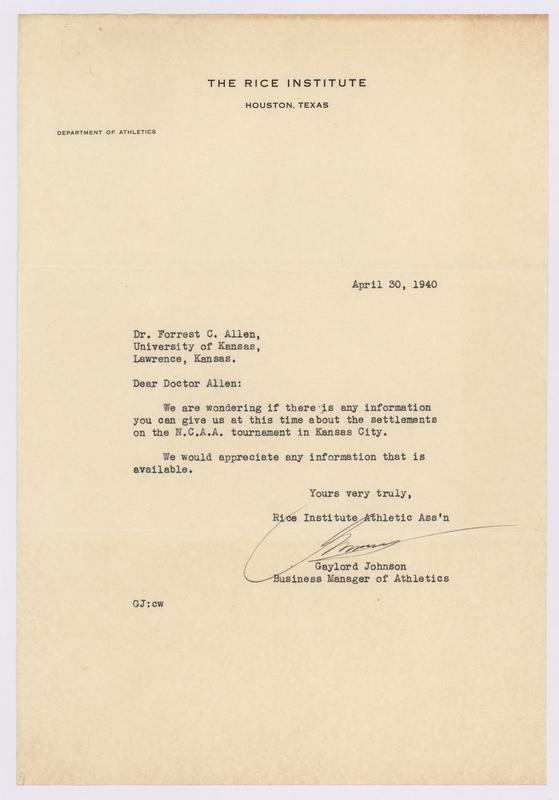 THE RICE INSTITUTE
HOUSTON, TEXAS
DEPARTMENT OF ATHLETICS
April 30, 1940
Dr. Forrest C. Allen,
University of Kansas,
Lawrence, Kansas.
Dear Doctor Allen:
We are wondering if there is any information
you can give us at this time about the settlements
on the N.C.A.A. tournament in Kansas City.
We would appreciate any information that is
available.
Yours very truly,
Rice Institute Athletic Ass'n
Gaylord Johnson
Business Manager of Athletics
GJ:cw